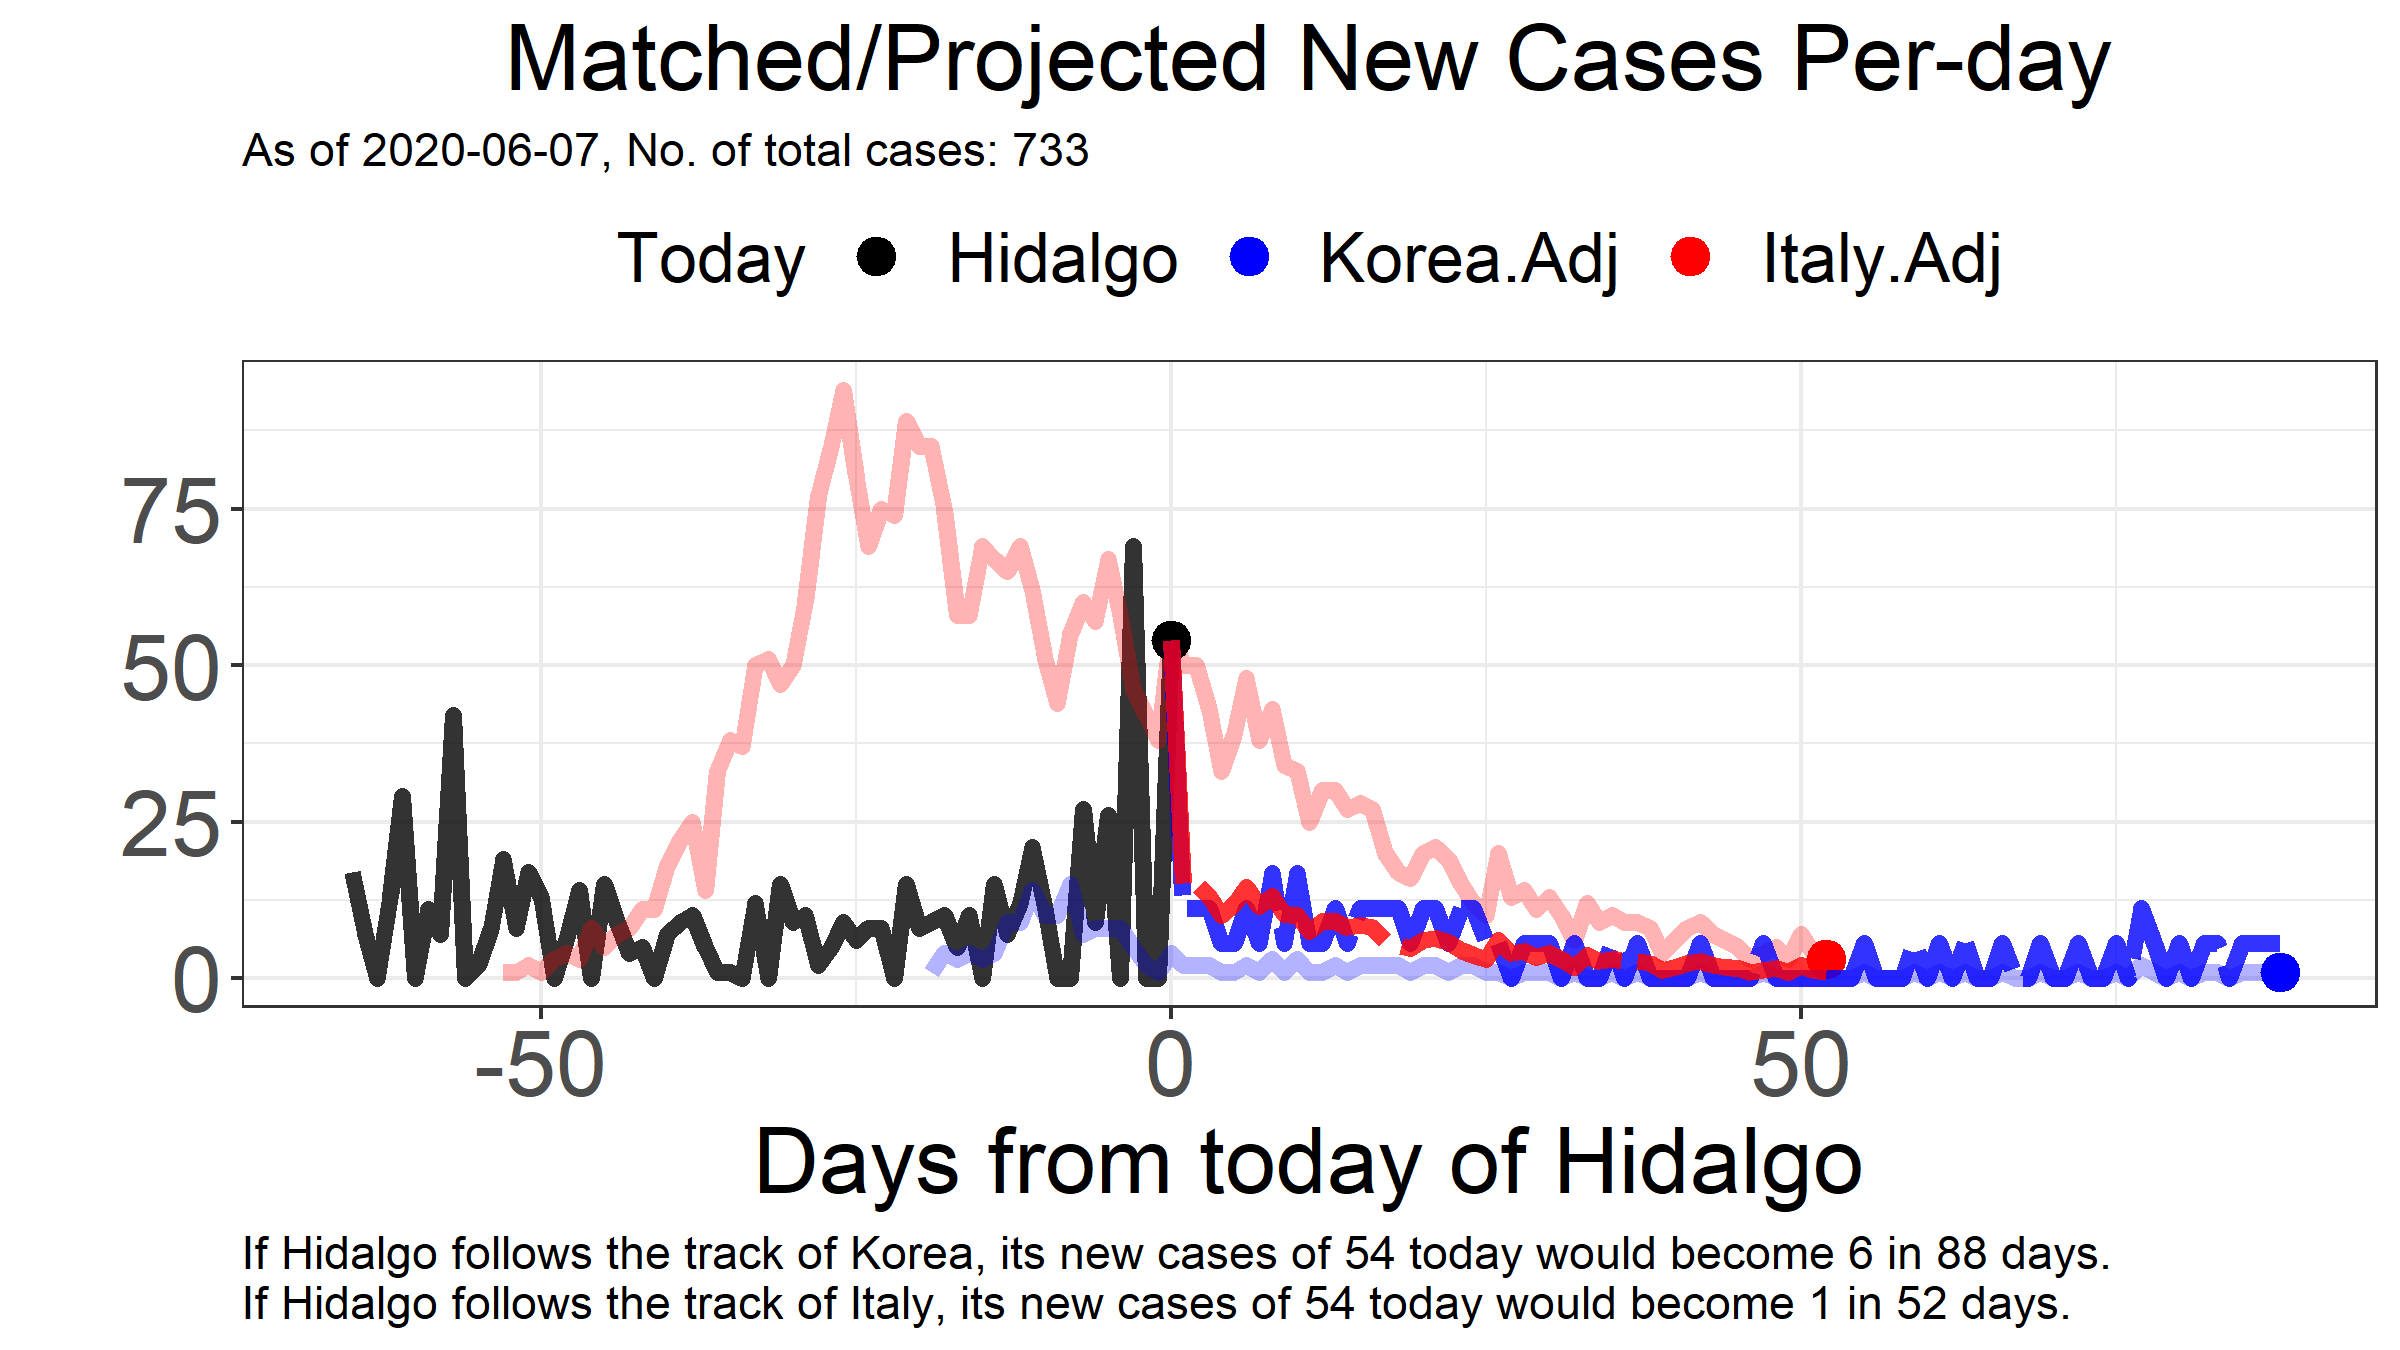 Matched/Projected New Cases Per-day
As of 2020-06-07, No. of total cases: 733
Today Hidalgo Korea.Adj Italy.Adj
75
50
25
0
-50 0 50
Days from today of Hidalgo
If Hidalgo follows the track of Korea, its new cases of 54 today would become 6 in 88 days.
If Hidalgo follows the track of Italy, its new cases of 54 today would become 1 in 52 days.